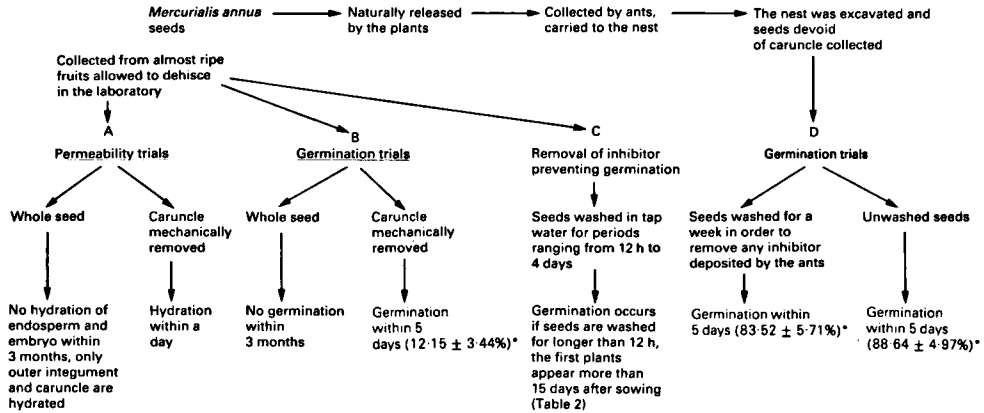 Mercurialis annua
seeds
Naturally released
by the plants
Collected by ants,
carried to the nest
The nest was excavated and
seeds devoid
of caruncle collected
Collected from almost ripe
fruits allowed to dehisce
in the laboratory
A
Permeability trials
B
Germination trials
C
Removal of inhibitor
preventing germination
D
Germination trials
Whole seed
Caruncle
mechanically
removed
Whole seed
Caruncle
mechanically
removed
Seeds washed in tap
water for periods
ranging from 12 h to
4 days
Seeds washed for a
week in order to
remove any inhibitor
deposited by the ants
Unwashed seeds
No hydration of
endosperm and
embryo within
3 months, only
outer integument
and caruncle are
hydrated
Hydration
within a
day
No germination
within
3 months
Germination
within 5
days (12·15 ± 3·44%)*
Germination occurs
if seeds are washed
for longer than 12 h,
the first plants
appear more than
15 days after sowing
(Table 2)
Germination within
5 days (83·52 ± 5·71%)*
Germination
within 5 days
(88·64 ± 4·97%)*